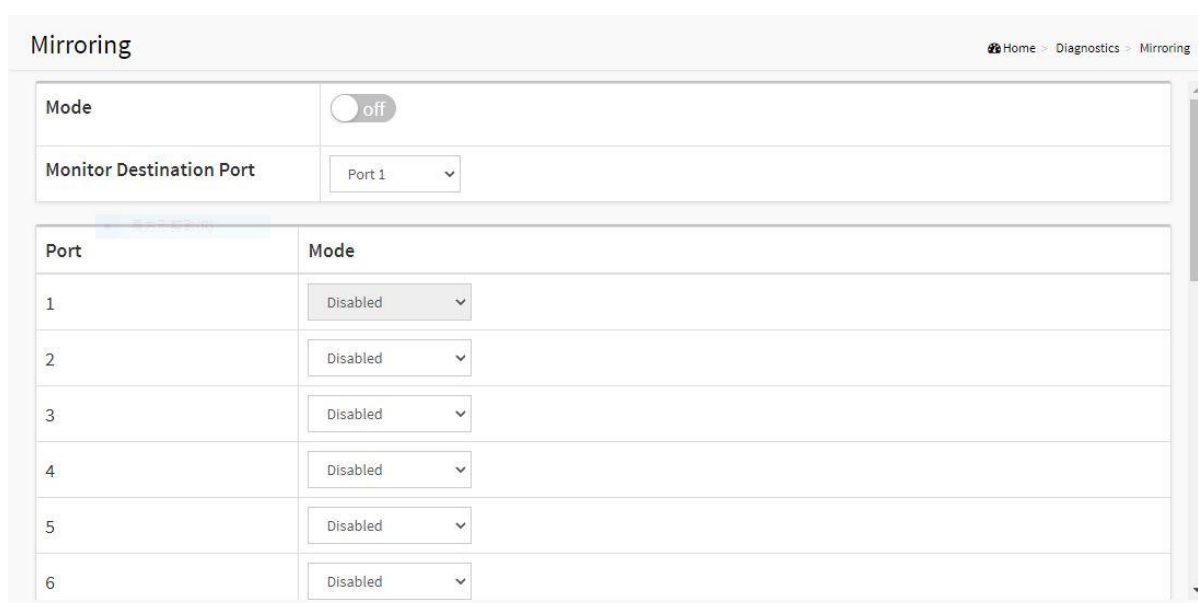 Mirroring
Home > Diagnostics > Mirroring
Mode off
Monitor Destination Port Port 1
Port Mode
1 Disabled
2 Disabled
3 Disabled
4 Disabled
5 Disabled
6 Disabled